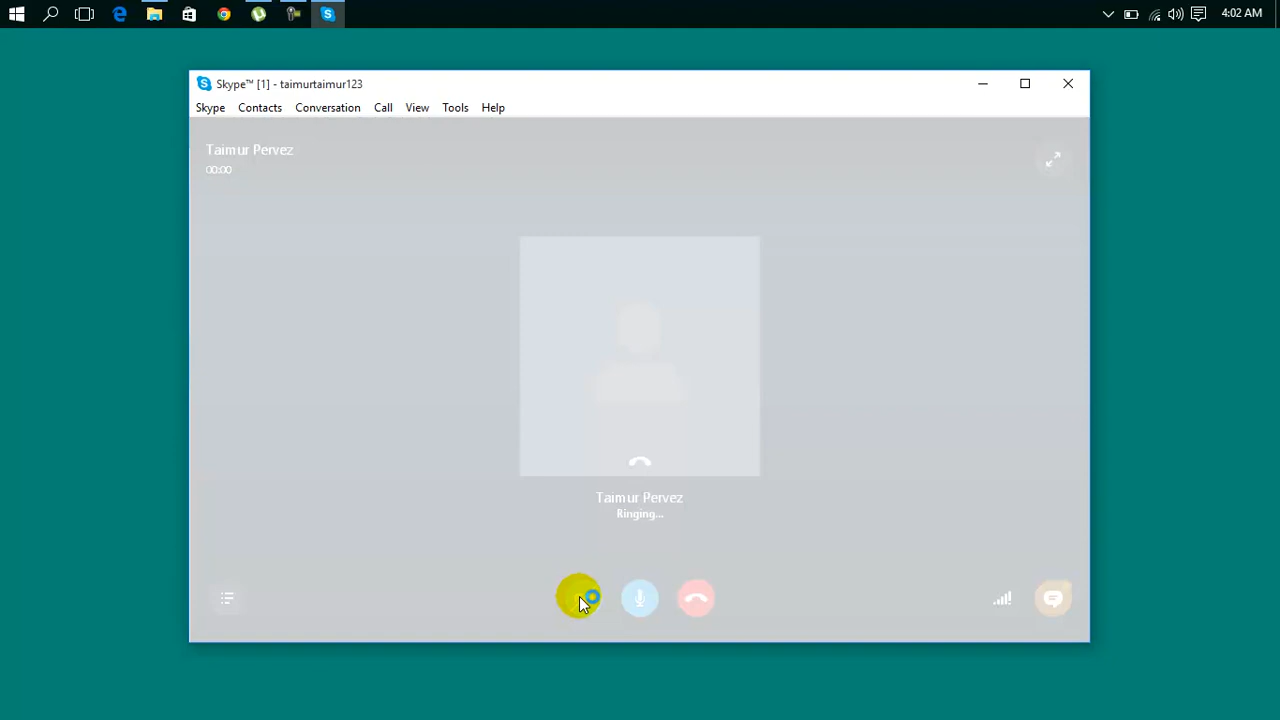 4:02 AM
Skype™ [1] - taimurtaimur123
Skype Contacts Conversation Call View Tools Help
Taimur Pervez
00:00
Taimur Pervez
Ringing...